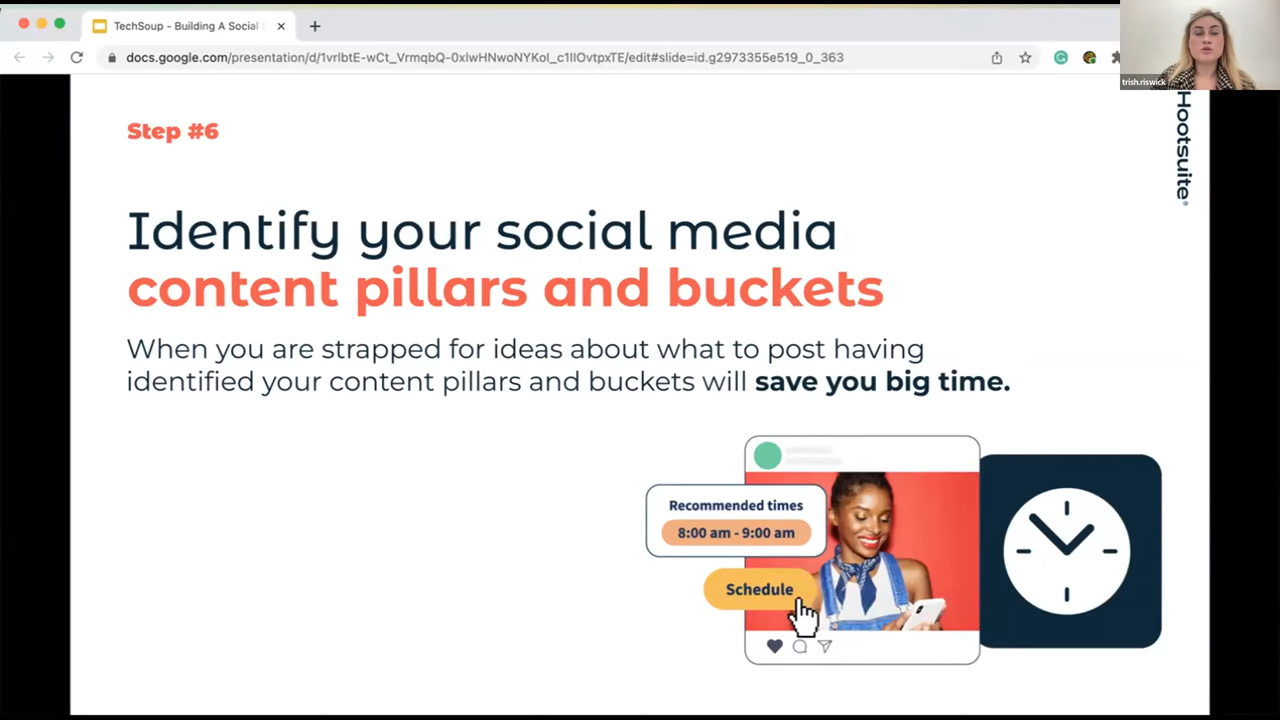 TechSoup - Building A Social
docs.google.com/presentation/d/1vrlbtE-wCt_VrmqbQ-0xlwHNwoNYKol_c1IlOvtpxTE/edit#slide=id.g2973355e519_0_363
trish.riswick
Hootsuite
Step #6
Identify your social media
content pillars and buckets
When you are strapped for ideas about what to post having
identified your content pillars and buckets will save you big time.
Recommended times
8:00 am - 9:00 am
Schedule